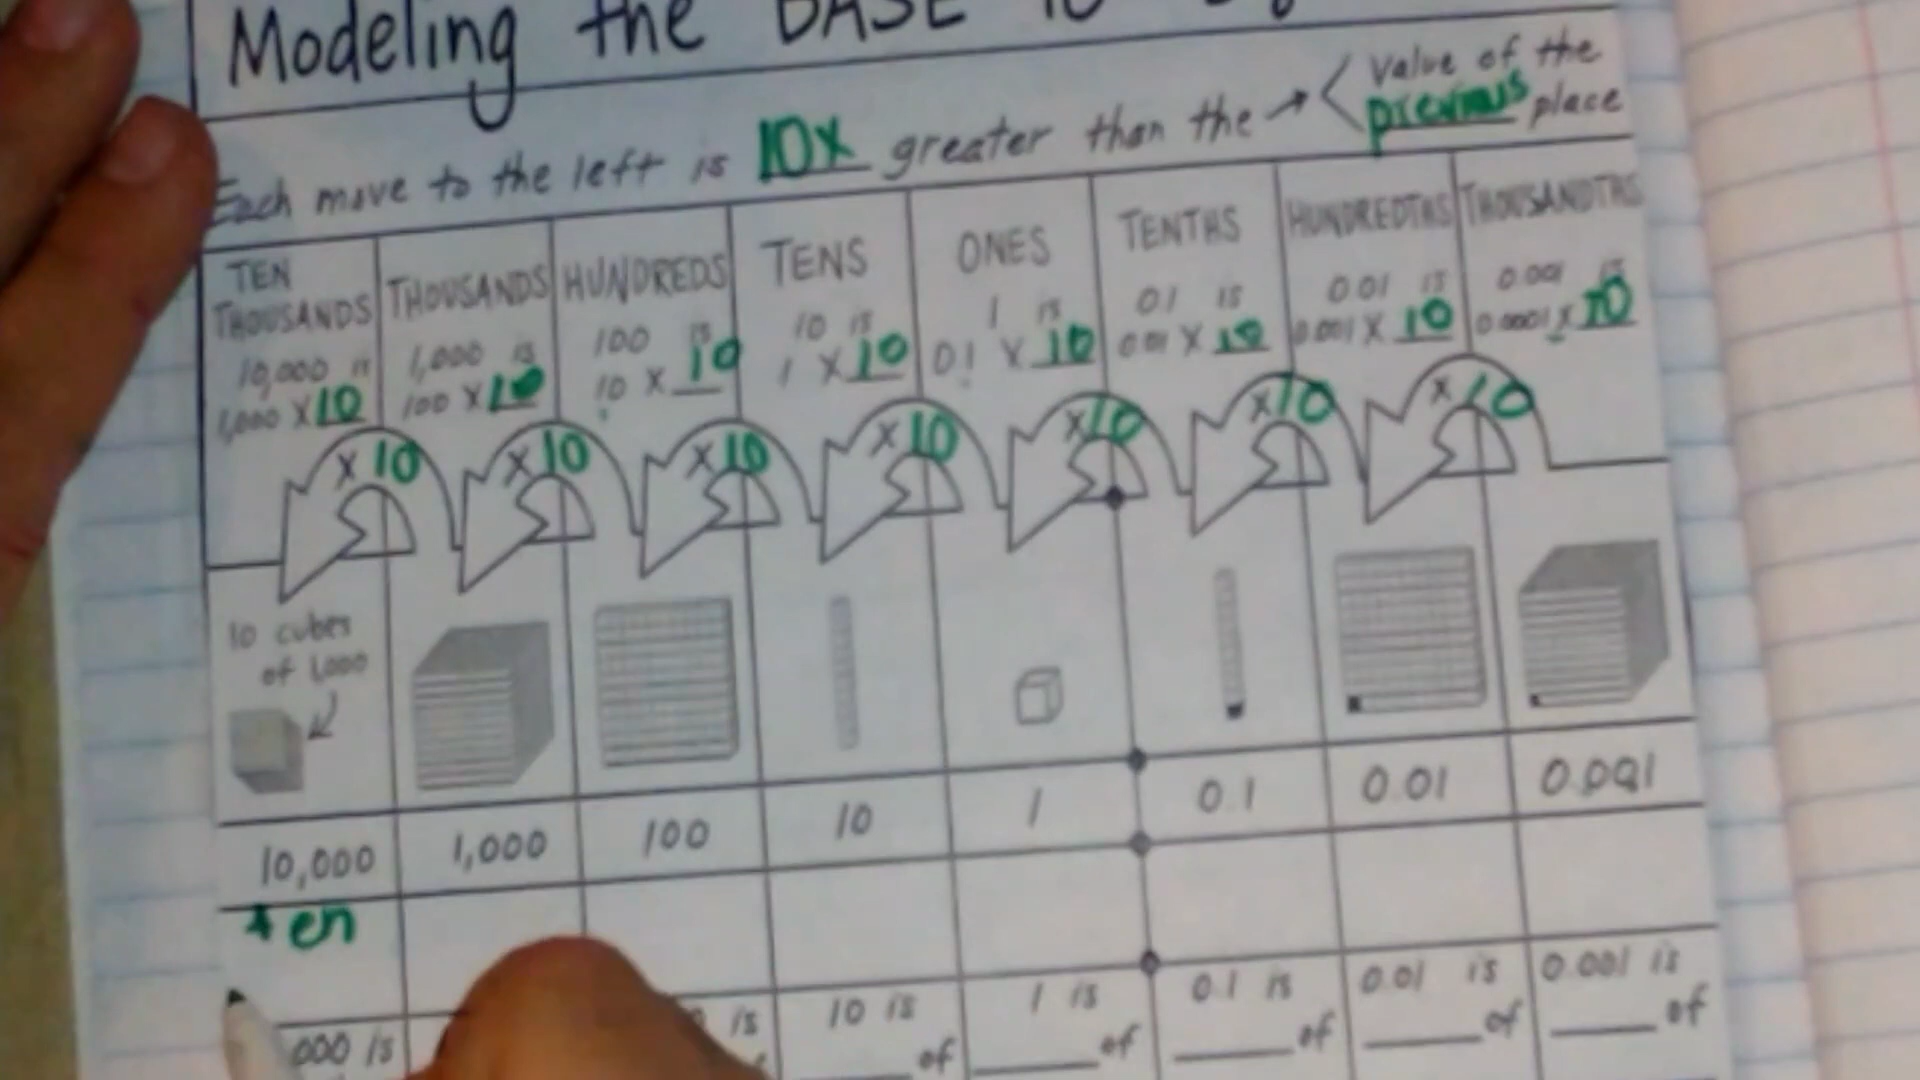 Modeling the BASE 10
Each move to the left is 10x greater than the → value of the
previous place
TEN THOUSANDS
10,000 is
1,000 x 10
THOUSANDS
1,000 is
100 x 10
HUNDREDS
100 is
10 x 10
TENS
10 is
1 x 10
ONES
1 is
0.1 x 10
TENTHS
0.1 is
0.01 x 10
HUNDREDTHS
0.01 is
0.001 x 10
THOUSANDTHS
0.001 is
0.0001 x 10
x 10 x 10 x 10 x 10 x 10 x 10 x 10
10 cubes
of 1,000
10,000 1,000 100 10 1 0.1 0.01 0.001
ten
000 is
is
10 is
of
1 is
of
0.1 is
of
0.01 is
of
0.001 is
of